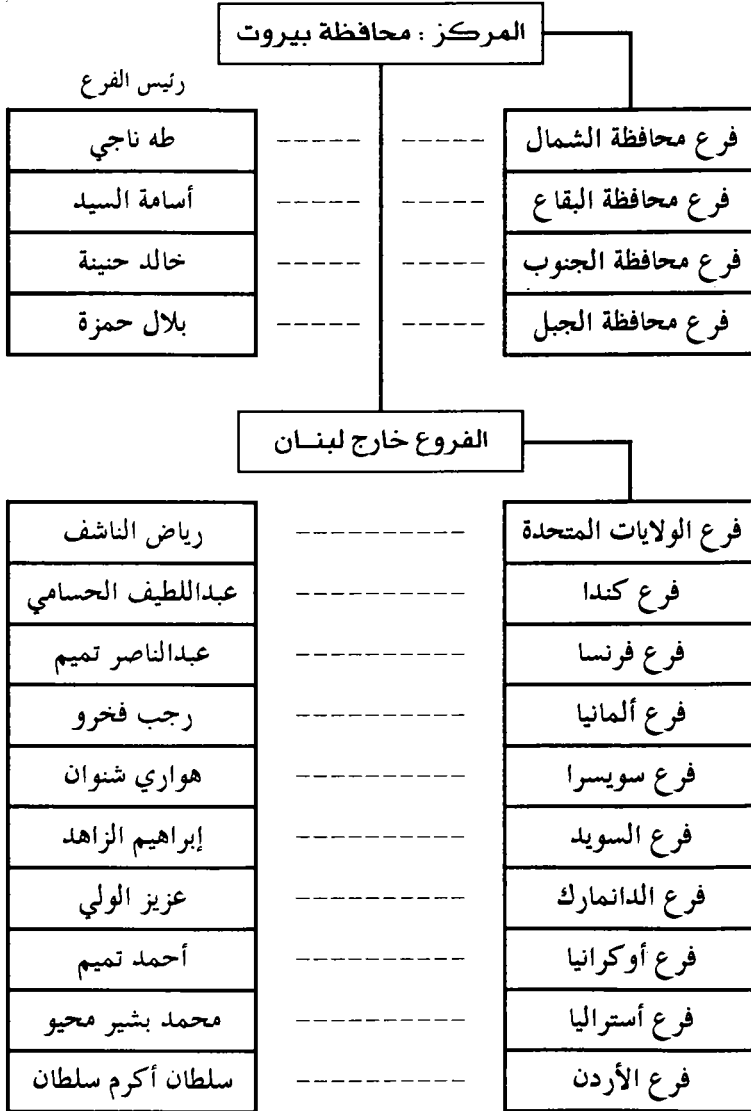 المركز : محافظة بيروت
رئيس الفرع
فرع محافظة الشمال طه ناجي
فرع محافظة البقاع أسامة السيد
فرع محافظة الجنوب خالد حنينة
فرع محافظة الجبل بلال حمزة
الفروع خارج لبنــان
فرع الولايات المتحدة رياض الناشف
فرع كندا عبداللطيف الحسامي
فرع فرنسا عبدالناصر تميم
فرع ألمانيا رجب فخرو
فرع سويسرا هواري شنوان
فرع السويد إبراهيم الزاهد
فرع الدانمارك عزيز الولي
فرع أوكرانيا أحمد تميم
فرع أستراليا محمد بشير محيو
فرع الأردن سلطان أكرم سلطان